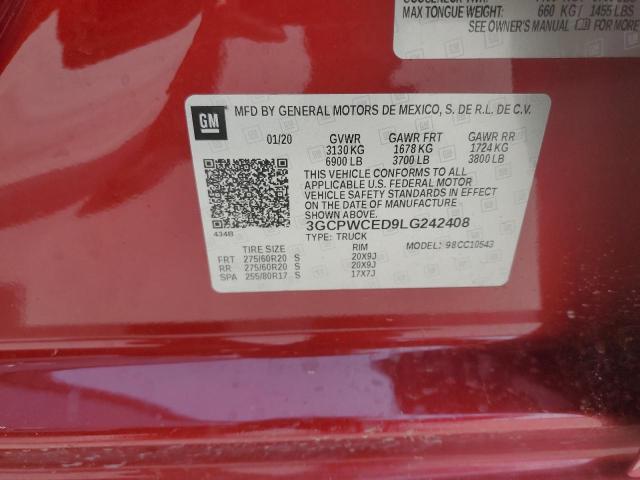 MAX TONGUE WEIGHT: 660 KG / 1455 LBS
SEE OWNER'S MANUAL FOR MORE
GM
MFD BY GENERAL MOTORS DE MEXICO, S. DE R.L. DE C.V.
01/20 GVWR GAWR FRT GAWR RR
3130 KG 1678 KG 1724 KG
6900 LB 3700 LB 3800 LB
THIS VEHICLE CONFORMS TO ALL
APPLICABLE U.S. FEDERAL MOTOR
VEHICLE SAFETY STANDARDS IN EFFECT
ON THE DATE OF MANUFACTURE SHOWN
ABOVE.
3GCPWCED9LG242408
434B
TYPE: TRUCK MODEL: 98CC10543
TIRE SIZE RIM
FRT 275/60R20 S 20X9J
RR 275/60R20 S 20X9J
SPA 255/80R17 S 17X7J